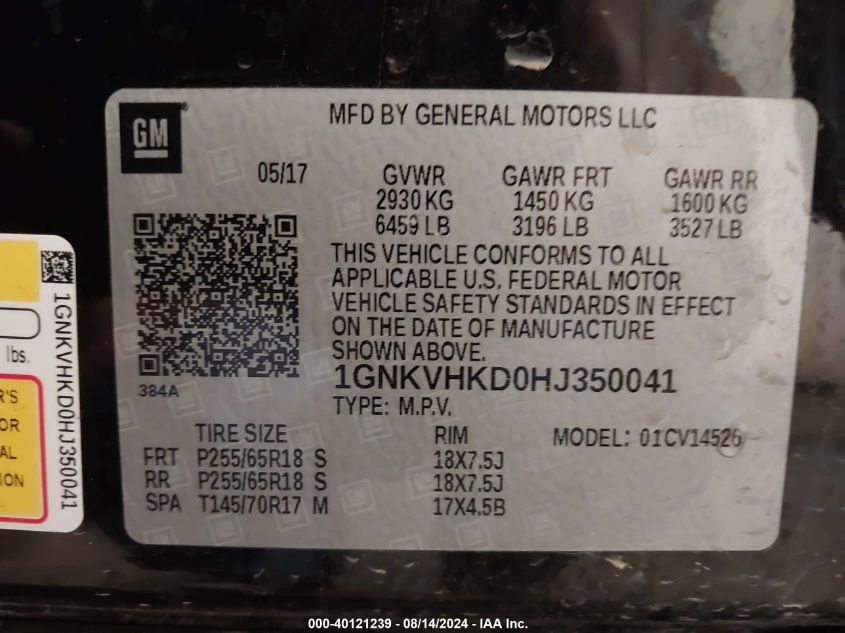 GM
MFD BY GENERAL MOTORS LLC
05/17 GVWR GAWR FRT GAWR RR
2930 KG 1450 KG 1600 KG
6459 LB 3196 LB 3527 LB
THIS VEHICLE CONFORMS TO ALL
APPLICABLE U.S. FEDERAL MOTOR
VEHICLE SAFETY STANDARDS IN EFFECT
ON THE DATE OF MANUFACTURE
SHOWN ABOVE.
384A
1GNKVHKD0HJ350041
TYPE: M.P.V.
TIRE SIZE RIM MODEL: 01CV14526
FRT P255/65R18 S 18X7.5J
RR P255/65R18 S 18X7.5J
SPA T145/70R17 M 17X4.5B
lbs.
R'S
OR
AL
ION
1GNKVHKD0HJ350041
000-40121239 - 08/14/2024 - IAA Inc.